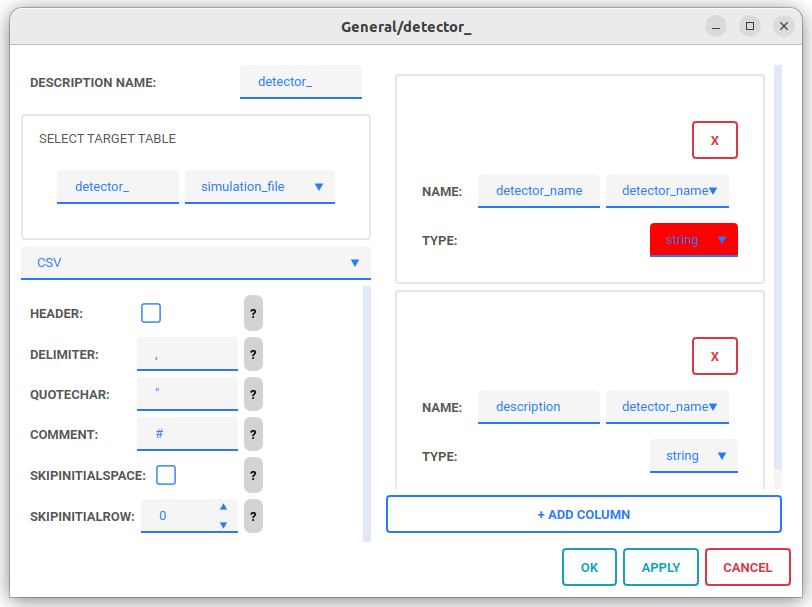 General/detector_
DESCRIPTION NAME: detector_
SELECT TARGET TABLE
detector_ simulation_file
CSV
HEADER: ?
DELIMITER: , ?
QUOTECHAR: " ?
COMMENT: # ?
SKIPINITIALSPACE: ?
SKIPINITIALROW: 0 ?
X
NAME: detector_name detector_name
TYPE: string
X
NAME: description detector_name
TYPE: string
+ ADD COLUMN
OK APPLY CANCEL